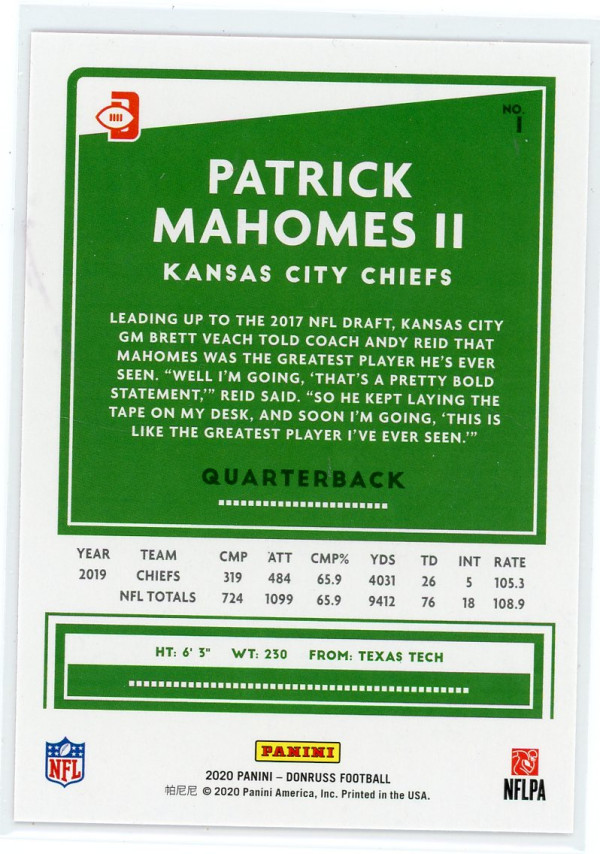 NO.
1
PATRICK
MAHOMES II
KANSAS CITY CHIEFS
LEADING UP TO THE 2017 NFL DRAFT, KANSAS CITY
GM BRETT VEACH TOLD COACH ANDY REID THAT
MAHOMES WAS THE GREATEST PLAYER HE'S EVER
SEEN. "WELL I'M GOING, 'THAT'S A PRETTY BOLD
STATEMENT,'" REID SAID. "SO HE KEPT LAYING THE
TAPE ON MY DESK, AND SOON I'M GOING, 'THIS IS
LIKE THE GREATEST PLAYER I'VE EVER SEEN.'"
QUARTERBACK
YEAR TEAM CMP ATT CMP% YDS TD INT RATE
2019 CHIEFS 319 484 65.9 4031 26 5 105.3
NFL TOTALS 724 1099 65.9 9412 76 18 108.9
HT: 6' 3" WT: 230 FROM: TEXAS TECH
NFL
PANINI
2020 PANINI – DONRUSS FOOTBALL
帕尼尼 © 2020 Panini America, Inc. Printed in the USA.
NFLPA